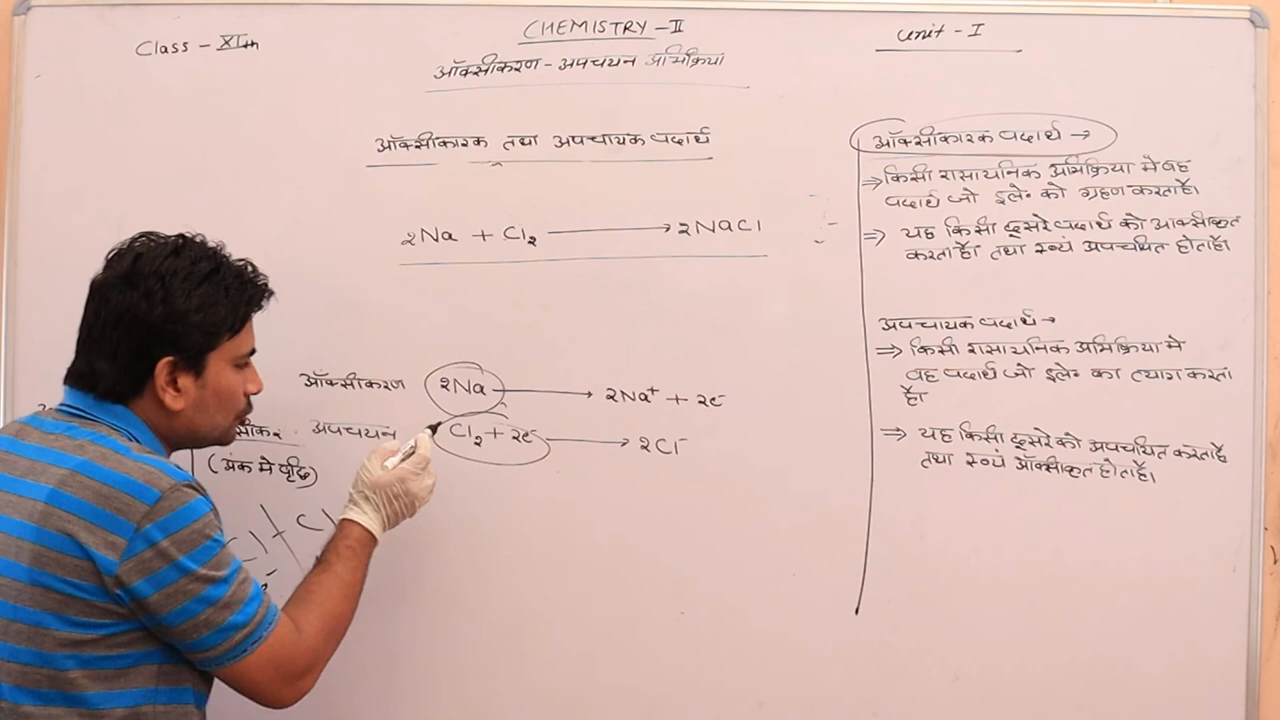 Class - XIth
CHEMISTRY - II
Unit - I
ऑक्सीकरण - अपचयन अभिक्रिया
ऑक्सीकारक तथा अपचायक पदार्थ
2Na + Cl₂ ⟶ 2NaCl
ऑक्सीकरण 2Na ⟶ 2Na⁺ + 2e⁻
अपचयन Cl₂ + 2e⁻ ⟶ 2Cl⁻
(अंक मे वृद्धि)
ऑक्सीकारक पदार्थ →
⇒ किसी रासायनिक अभिक्रिया मे वह
पदार्थ जो इले० को ग्रहण करता है।
⇒ यह किसी दूसरे पदार्थ को आक्सीकृत
करता है। तथा स्वयं अपचयित होता है।
अपचायक पदार्थ →
⇒ किसी रासायनिक अभिक्रिया मे
वह पदार्थ जो इले० का त्याग करता
है।
⇒ यह किसी दूसरे को अपचयित करता है
तथा स्वयं ऑक्सीकृत होता है।